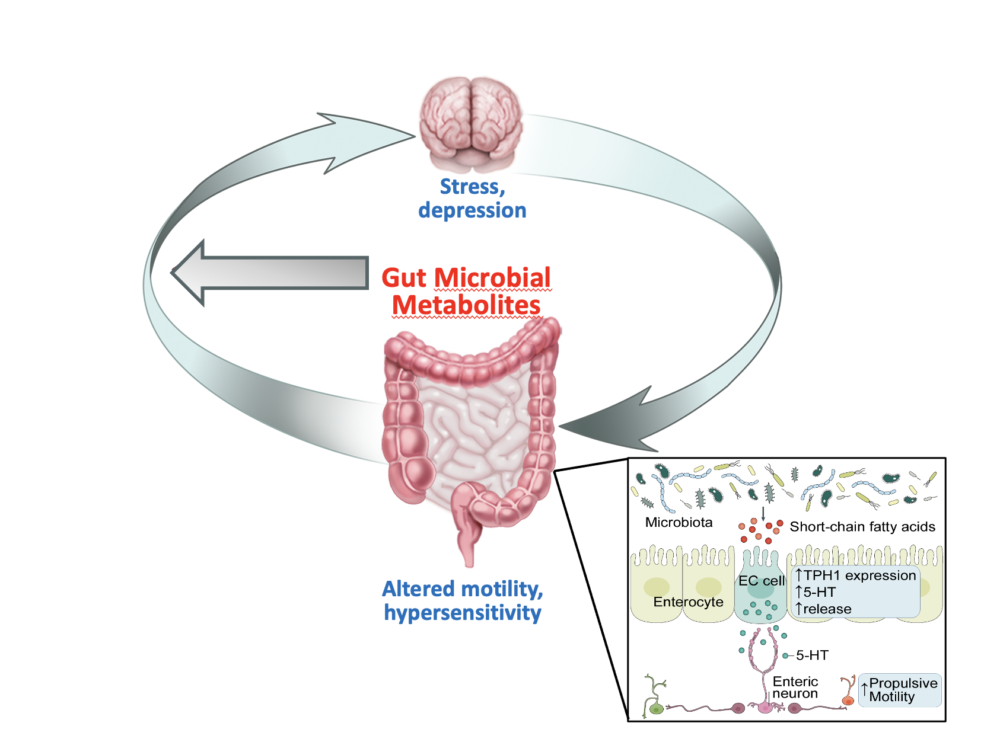 Stress,
depression
Gut Microbial
Metabolites
Altered motility,
hypersensitivity
Microbiota
Short-chain fatty acids
EC cell
Enterocyte
↑TPH1 expression
↑5-HT
↑release
5-HT
Enteric
neuron
↑Propulsive
Motility